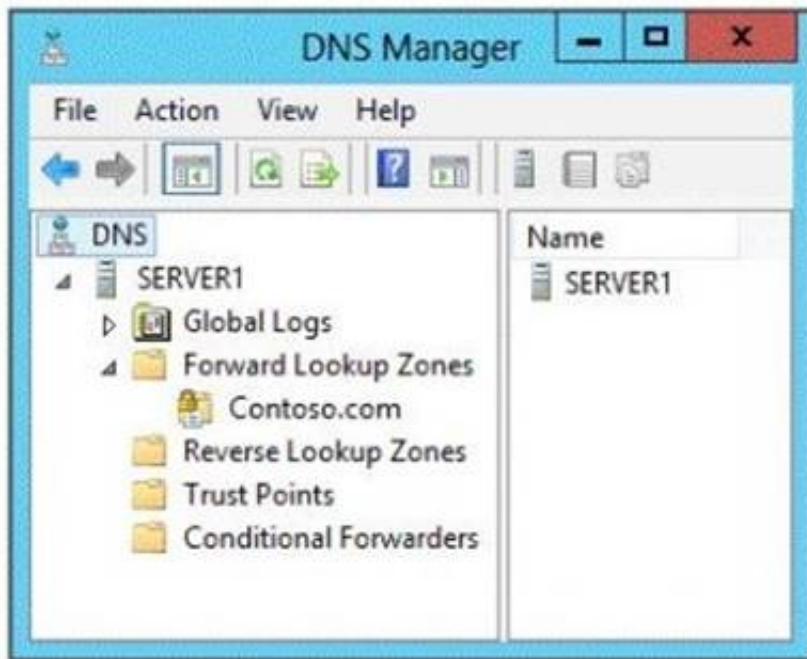 DNS Manager
File Action View Help
DNS
SERVER1
Global Logs
Forward Lookup Zones
Contoso.com
Reverse Lookup Zones
Trust Points
Conditional Forwarders
Name
SERVER1